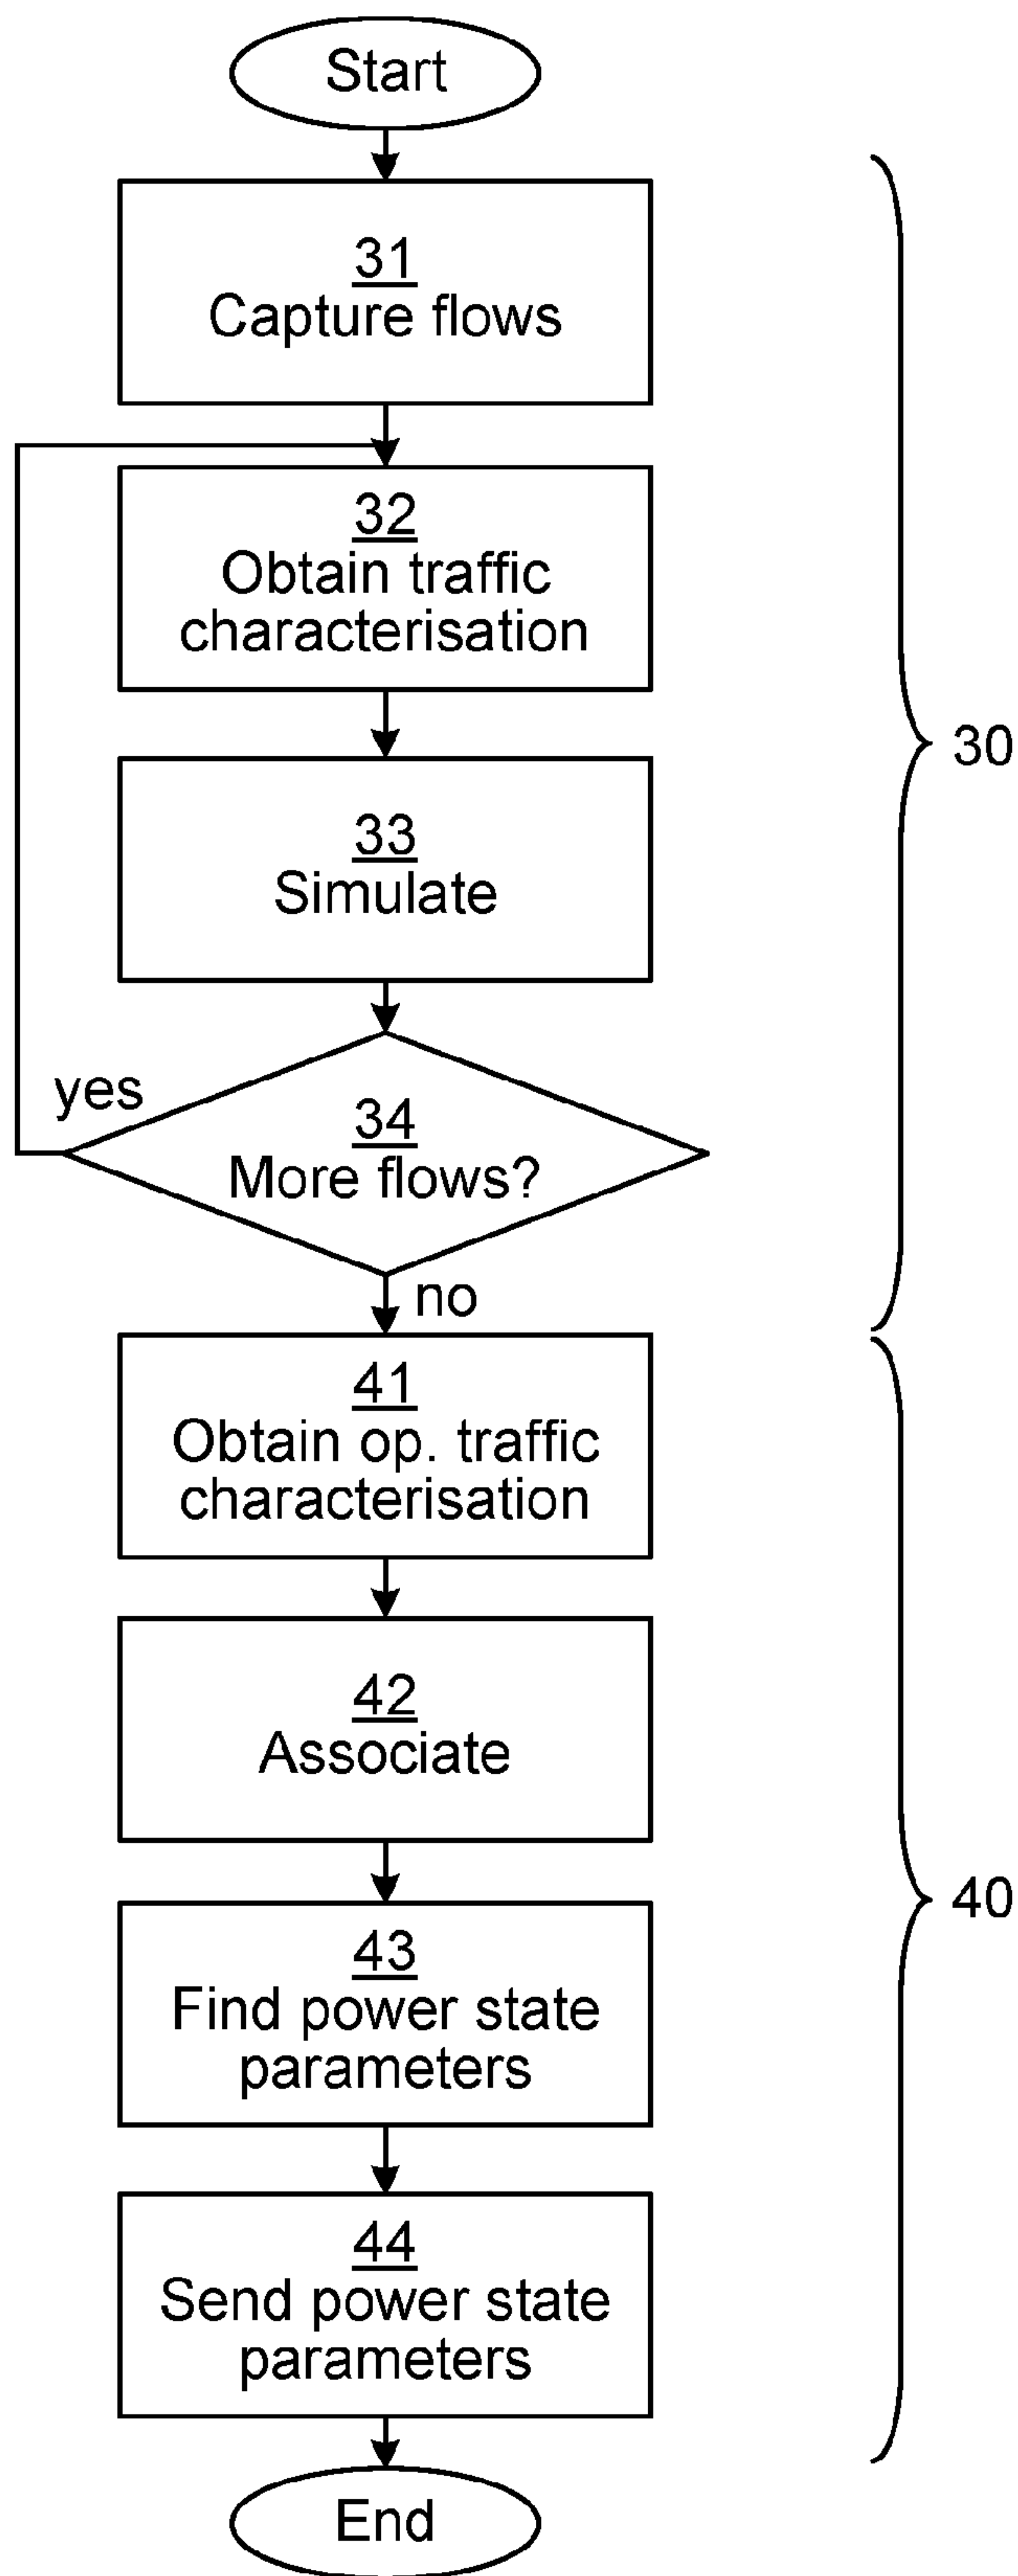 Start
31
Capture flows
32
Obtain traffic
characterisation
30
33
Simulate
yes
34
More flows?
no
41
Obtain op. traffic
characterisation
42
Associate
40
43
Find power state
parameters
44
Send power state
parameters
End